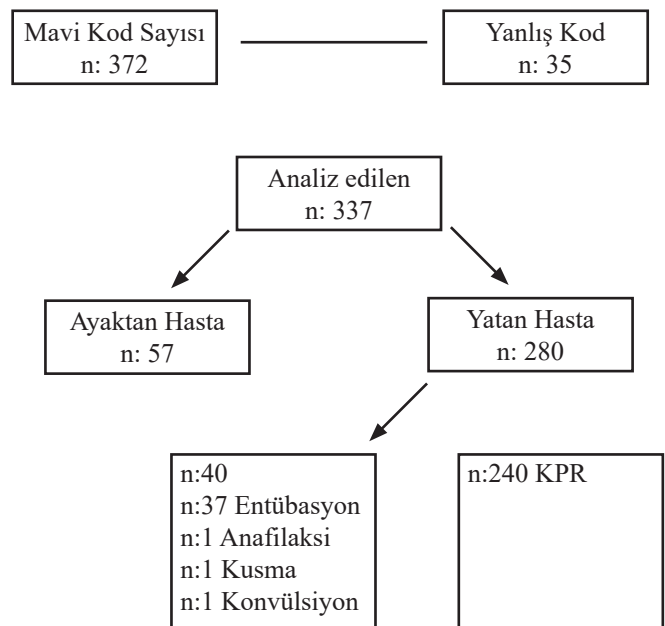 Mavi Kod Sayısı
n: 372
Yanlış Kod
n: 35
Analiz edilen
n: 337
Ayaktan Hasta
n: 57
Yatan Hasta
n: 280
n:40
n:37 Entübasyon
n:1 Anafilaksi
n:1 Kusma
n:1 Konvülsiyon
n:240 KPR